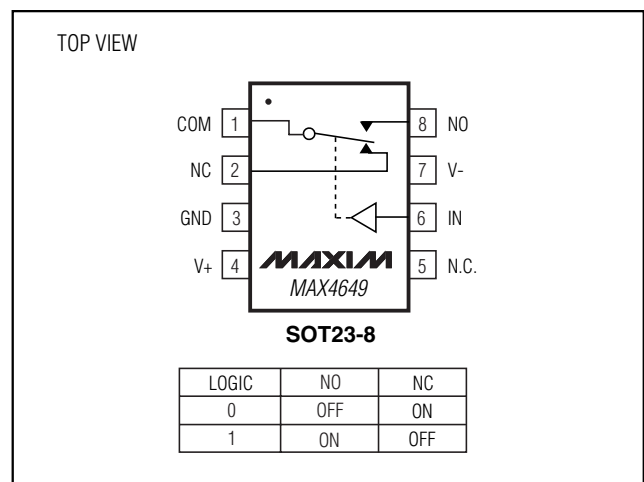 TOP VIEW
COM 1 8 NO
NC 2 7 V-
GND 3 6 IN
V+ 4 MAXIM 5 N.C.
MAX4649
SOT23-8
LOGIC NO NC
0 OFF ON
1 ON OFF